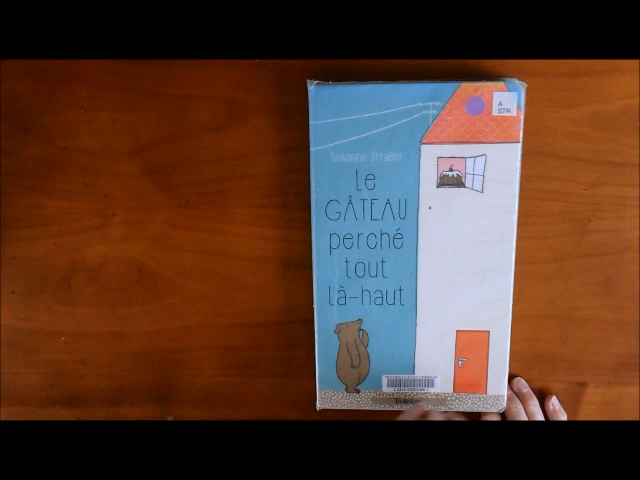 A
STR
Susanne Straßer
Le
GÂTEAU
perché
tout
là-haut